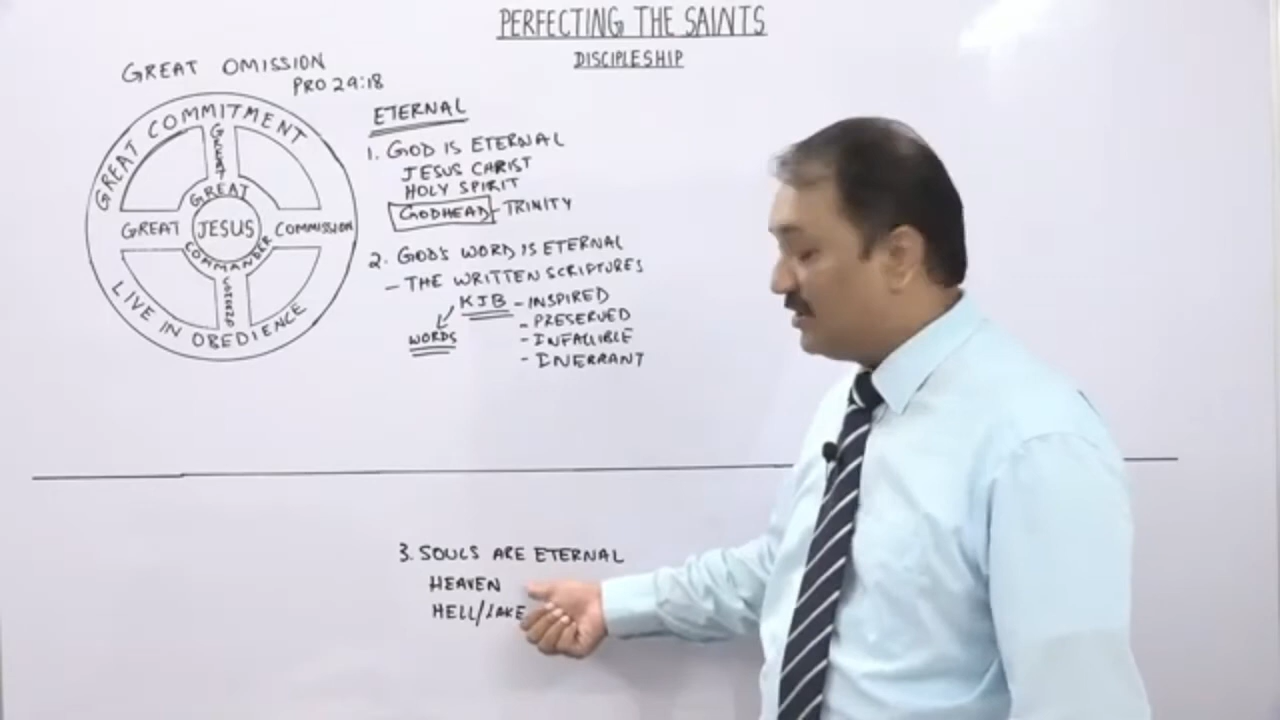 PERFECTING THE SAINTS
DISCIPLESHIP
GREAT OMISSION
PRO 29:18
GREAT COMMITMENT
GREAT
GREAT
GREAT JESUS COMMISSION
COMMANDER
LIVE IN OBEDIENCE
ETERNAL
1. GOD IS ETERNAL
JESUS CHRIST
HOLY SPIRIT
GODHEAD - TRINITY
2. GOD'S WORD IS ETERNAL
- THE WRITTEN SCRIPTURES
KJB - INSPIRED
WORDS
- PRESERVED
- INFALLIBLE
- INERRANT
3. SOULS ARE ETERNAL
HEAVEN
HELL/LAKE